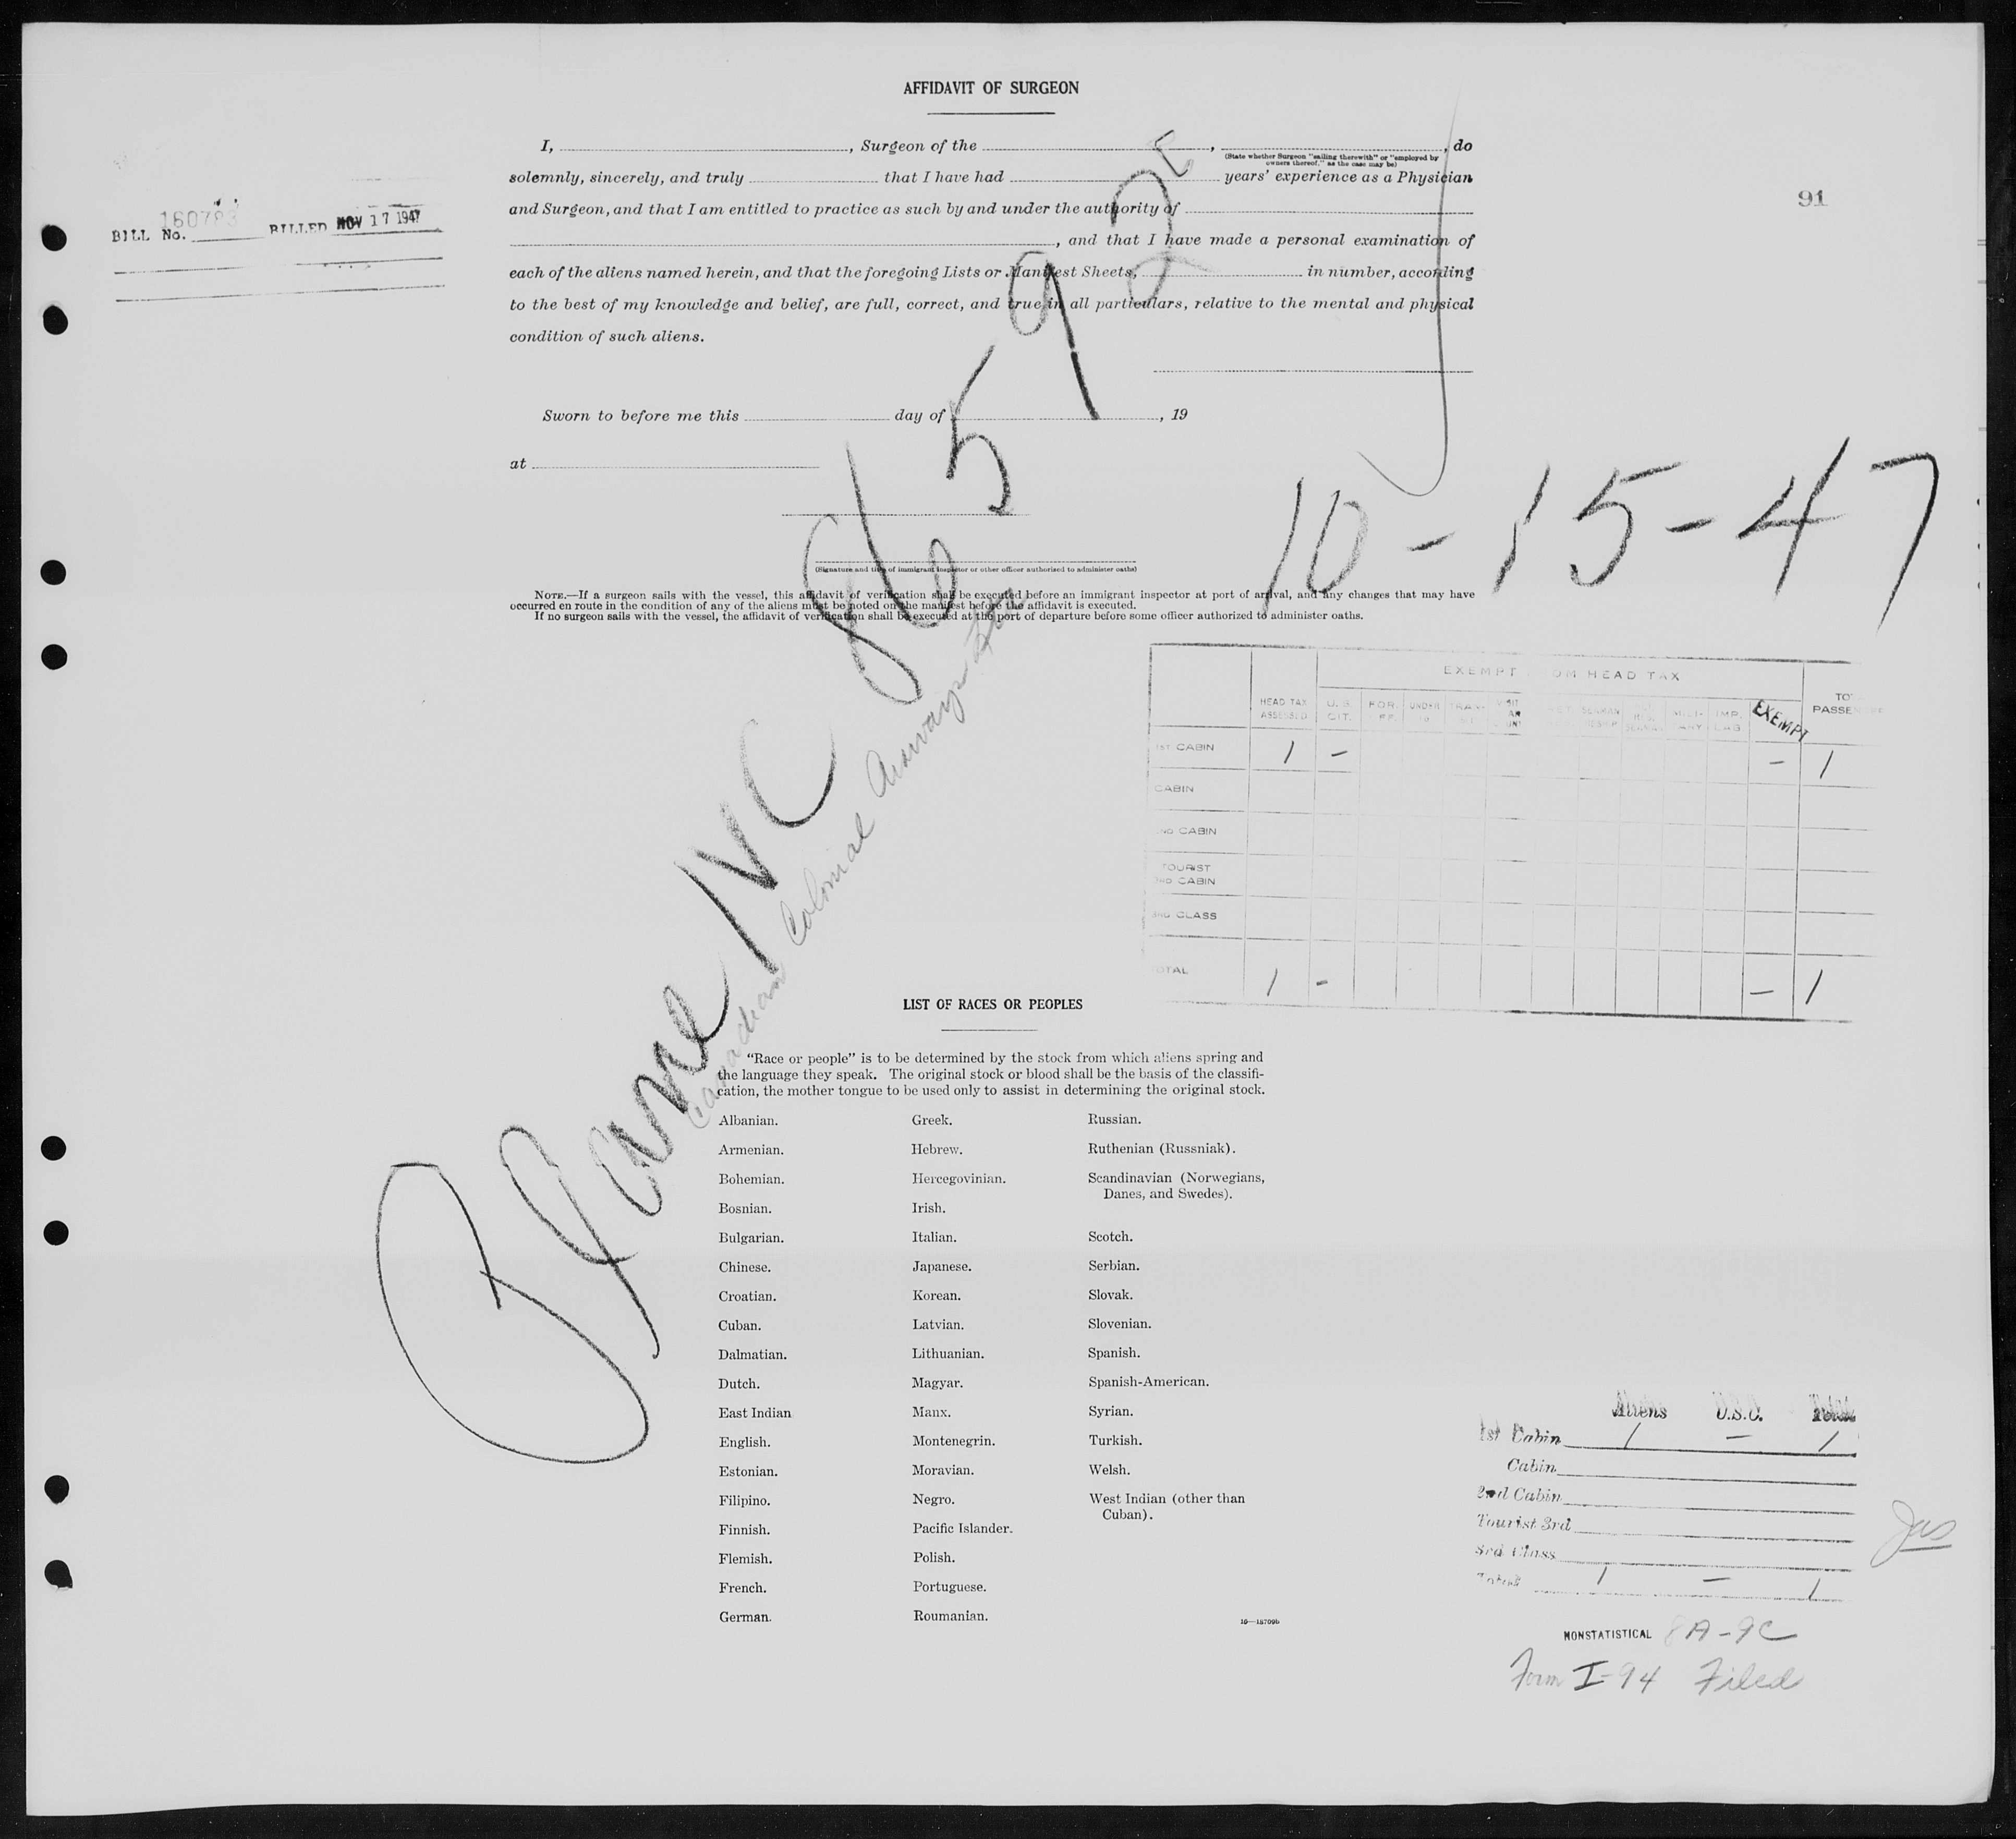 AFFIDAVIT OF SURGEON
I, , Surgeon of the , , do
(State whether Surgeon "sailing therewith" or "employed by
owners thereof," as the case may be)
solemnly, sincerely, and truly that I have had years' experience as a Physician
and Surgeon, and that I am entitled to practice as such by and under the authority of
, and that I have made a personal examination of
each of the aliens named herein, and that the foregoing Lists or Manifest Sheets, in number, according
to the best of my knowledge and belief, are full, correct, and true in all particulars, relative to the mental and physical
condition of such aliens.
91
BILL No. 160783 BILLED NOV 17 1947
Sworn to before me this day of , 19
at
10-15-47
(Signature and title of immigrant inspector or other officer authorized to administer oaths)
NOTE.—If a surgeon sails with the vessel, this affidavit of verification shall be executed before an immigrant inspector at port of arrival, and any changes that may have
occurred en route in the condition of any of the aliens must be noted on the manifest before the affidavit is executed.
If no surgeon sails with the vessel, the affidavit of verification shall be executed at the port of departure before some officer authorized to administer oaths.
Plane NC
Canadian Colonial Airways
EXEMPT FROM HEAD TAX
HEAD TAX ASSESSED U.S. CIT. FOR. UNDER 16 EXEMPT
1ST CABIN 1 - - 1
CABIN
2ND CABIN
TOURIST
3RD CABIN
3RD CLASS
TOTAL 1 - - 1
LIST OF RACES OR PEOPLES
"Race or people" is to be determined by the stock from which aliens spring and
the language they speak. The original stock or blood shall be the basis of the classifi-
cation, the mother tongue to be used only to assist in determining the original stock.
Albanian. Greek. Russian.
Armenian. Hebrew. Ruthenian (Russniak).
Bohemian. Hercegovinian. Scandinavian (Norwegians,
Danes, and Swedes).
Bosnian. Irish.
Bulgarian. Italian. Scotch.
Chinese. Japanese. Serbian.
Croatian. Korean. Slovak.
Cuban. Latvian. Slovenian.
Dalmatian. Lithuanian. Spanish.
Dutch. Magyar. Spanish-American.
East Indian Manx. Syrian.
English. Montenegrin. Turkish.
Estonian. Moravian. Welsh.
Filipino. Negro. West Indian (other than
Cuban).
Finnish. Pacific Islander.
Flemish. Polish.
French. Portuguese.
German. Roumanian.
16—18709b
Aliens U.S.C. Total
1st Cabin 1 - 1
Cabin
2nd Cabin
Tourist 3rd
3rd Class
Total 1 - 1
NONSTATISTICAL 8A-9C
Form I-94 Filed